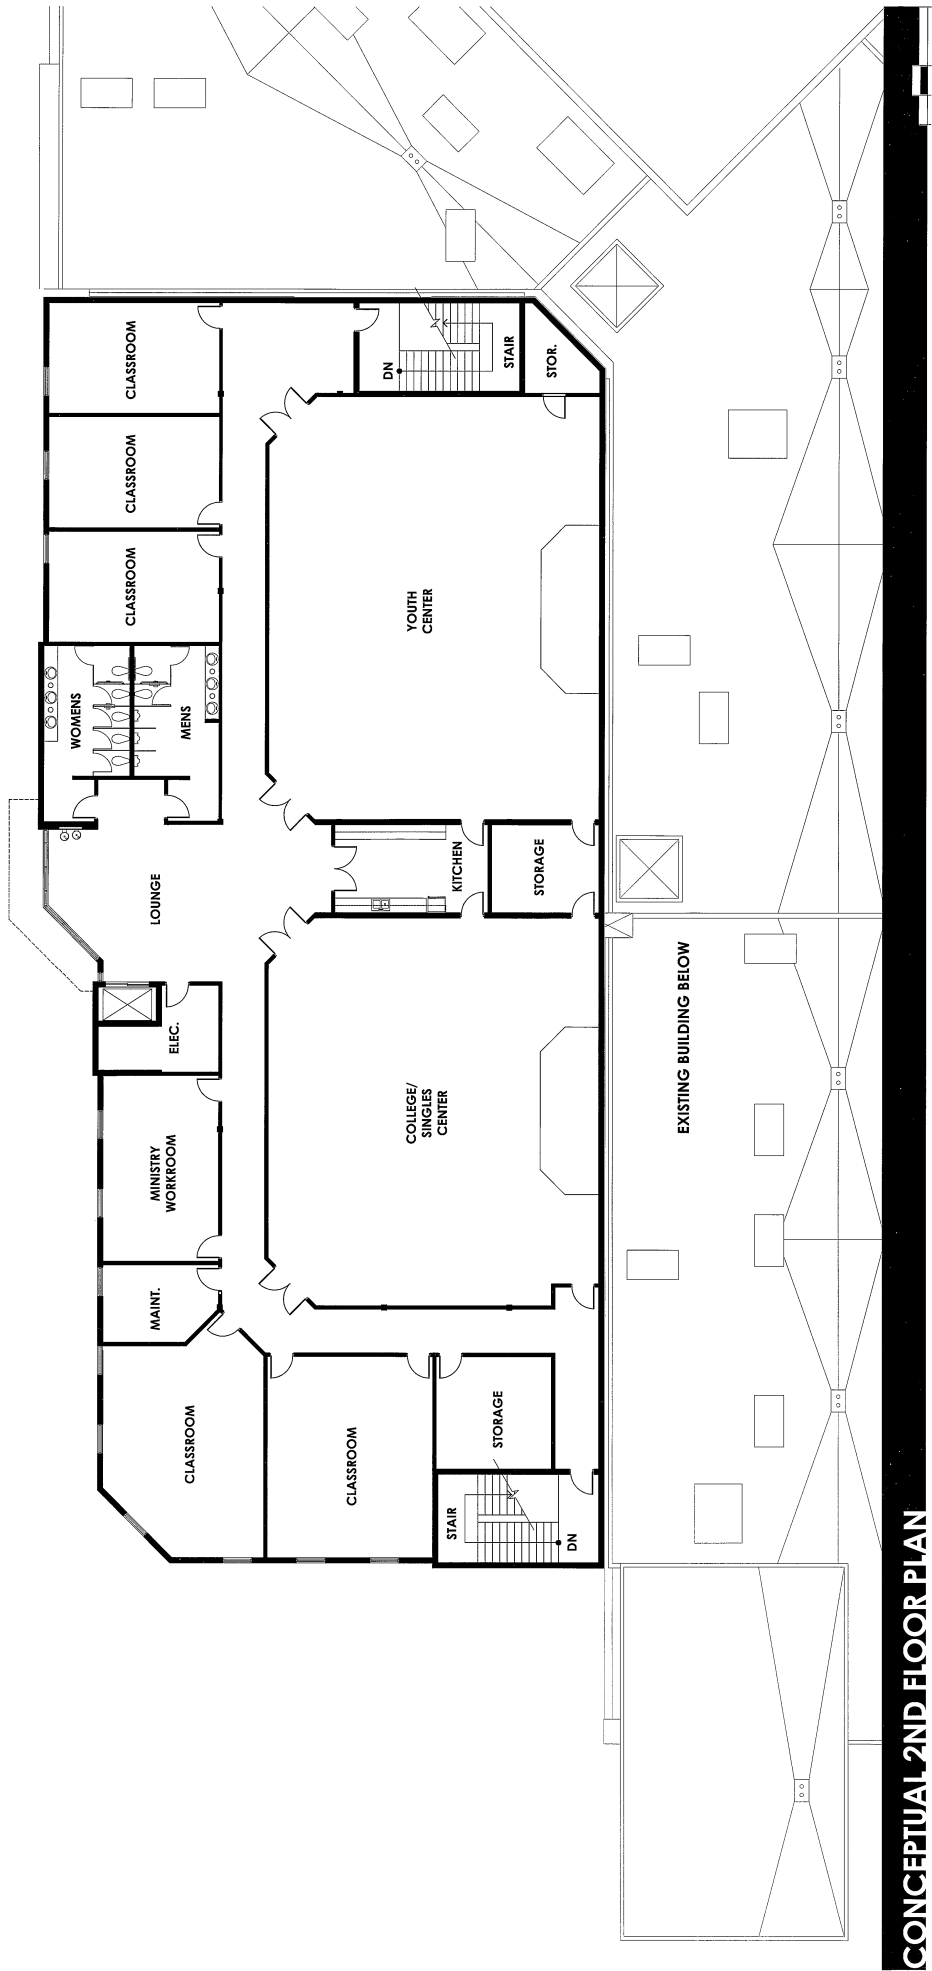 CLASSROOM
CLASSROOM
CLASSROOM
DN
STAIR
STOR.
YOUTH
CENTER
WOMENS
MENS
LOUNGE
KITCHEN
STORAGE
ELEC.
MINISTRY
WORKROOM
COLLEGE/
SINGLES
CENTER
EXISTING BUILDING BELOW
MAINT.
CLASSROOM
CLASSROOM
STORAGE
STAIR
DN
CONCEPTUAL 2ND FLOOR PLAN